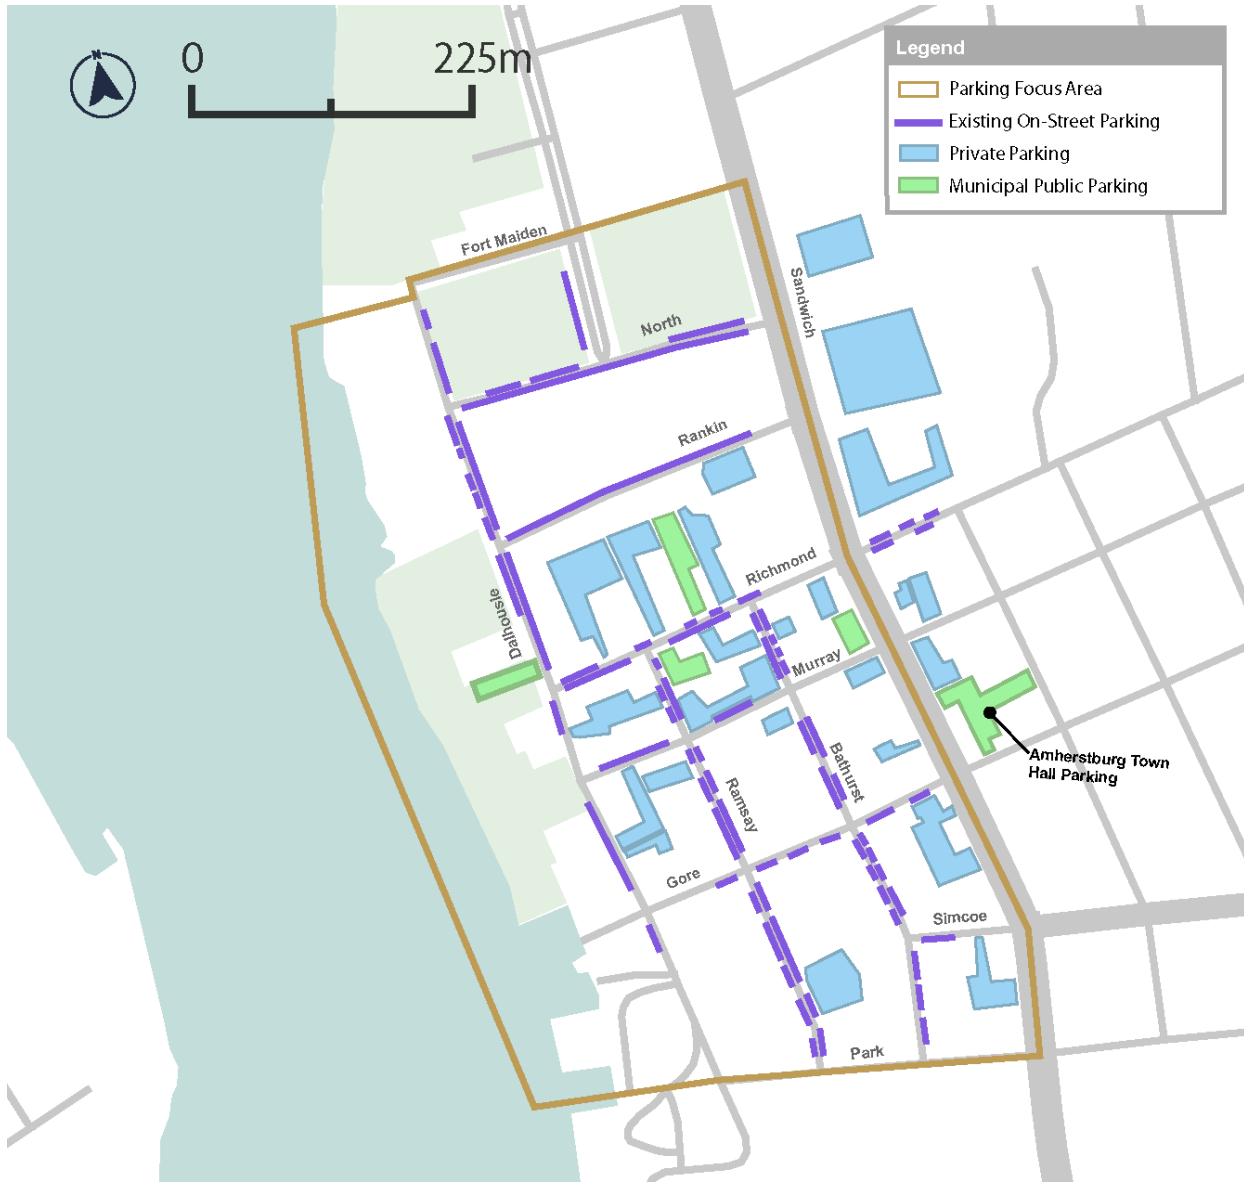 N
0 225m
Legend
Parking Focus Area
Existing On-Street Parking
Private Parking
Municipal Public Parking
Fort Maiden
Sandwich
North
Rankin
Richmond
Dalhousie
Murray
Bathurst
Ramsay
Amherstburg Town
Hall Parking
Gore
Simcoe
Park